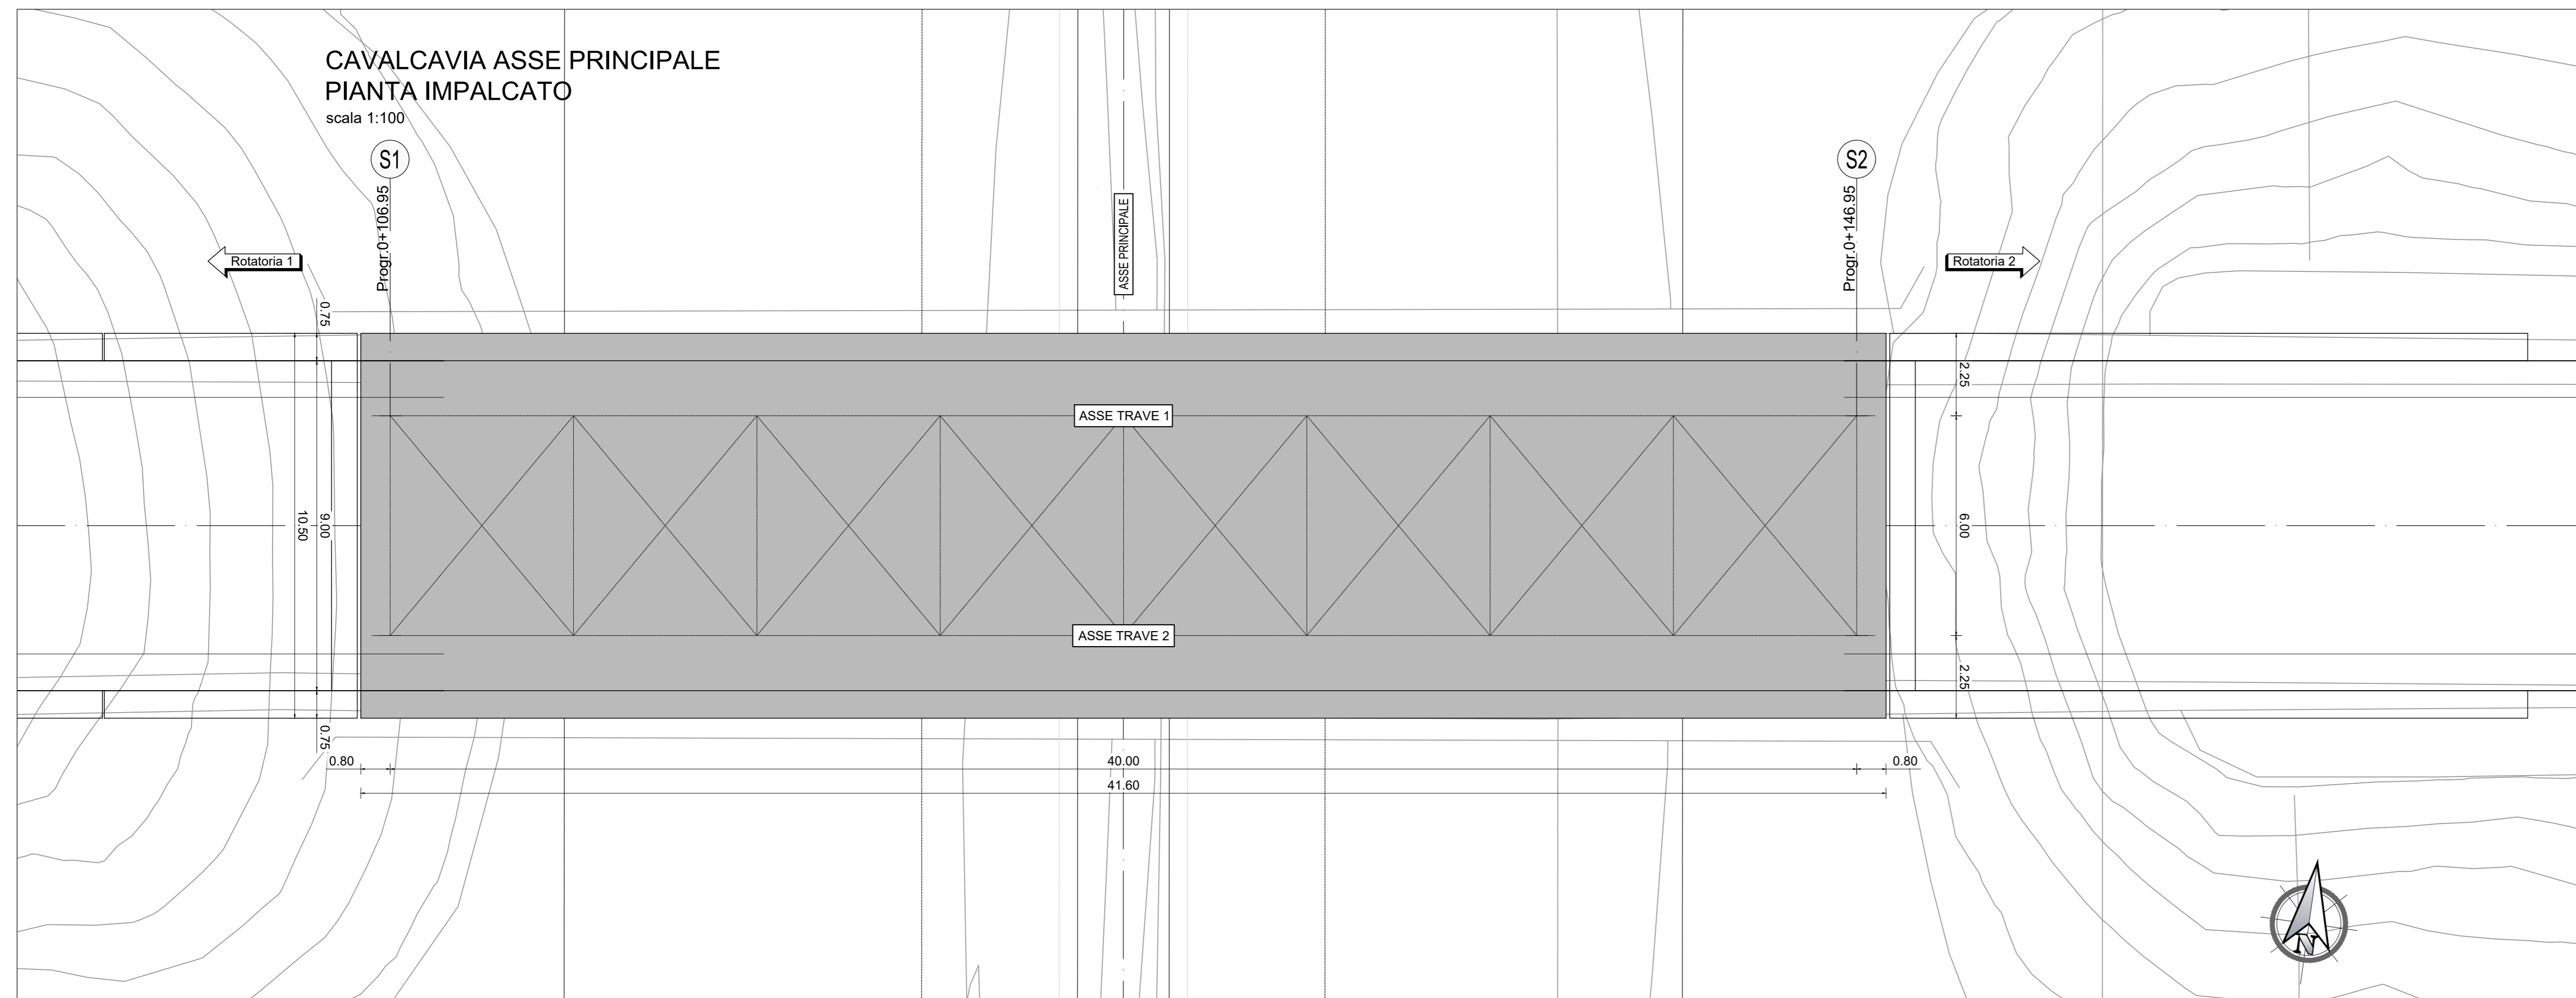 CAVALCAVIA ASSE PRINCIPALE
PIANTA IMPALCATO
scala 1:100
S1
S2
Progr.0+106.95
ASSE PRINCIPALE
Progr.0+146.95
Rotatoria 1
Rotatoria 2
0.75
2.25
ASSE TRAVE 1
10.50
9.00
6.00
ASSE TRAVE 2
2.25
0.75
0.80
40.00
0.80
41.60
N